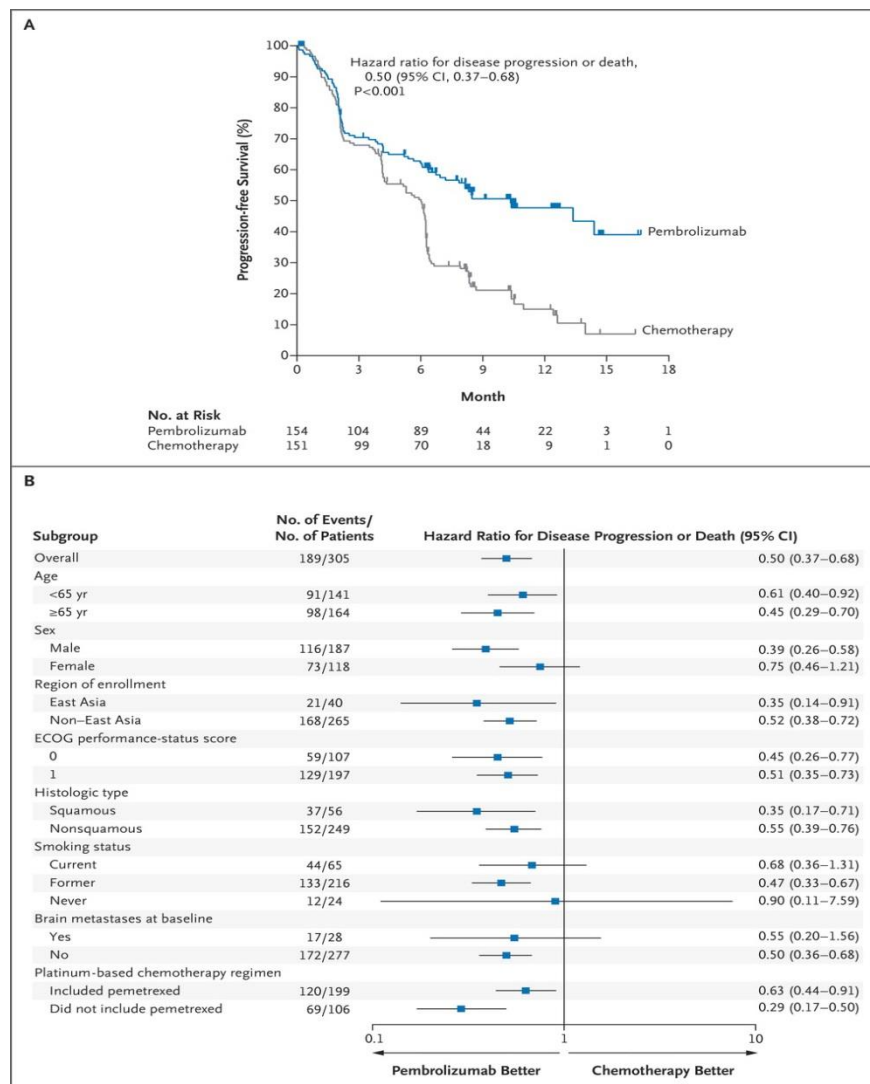 A
Hazard ratio for disease progression or death,
0.50 (95% CI, 0.37–0.68)
P<0.001
Progression-free Survival (%)
100
90
80
70
60
50
40
30
20
10
0
Pembrolizumab
Chemotherapy
0 3 6 9 12 15 18
Month
No. at Risk
Pembrolizumab 154 104 89 44 22 3 1
Chemotherapy 151 99 70 18 9 1 0
B
Subgroup No. of Events/ No. of Patients Hazard Ratio for Disease Progression or Death (95% CI)
Overall 189/305 0.50 (0.37–0.68)
Age
<65 yr 91/141 0.61 (0.40–0.92)
≥65 yr 98/164 0.45 (0.29–0.70)
Sex
Male 116/187 0.39 (0.26–0.58)
Female 73/118 0.75 (0.46–1.21)
Region of enrollment
East Asia 21/40 0.35 (0.14–0.91)
Non–East Asia 168/265 0.52 (0.38–0.72)
ECOG performance-status score
0 59/107 0.45 (0.26–0.77)
1 129/197 0.51 (0.35–0.73)
Histologic type
Squamous 37/56 0.35 (0.17–0.71)
Nonsquamous 152/249 0.55 (0.39–0.76)
Smoking status
Current 44/65 0.68 (0.36–1.31)
Former 133/216 0.47 (0.33–0.67)
Never 12/24 0.90 (0.11–7.59)
Brain metastases at baseline
Yes 17/28 0.55 (0.20–1.56)
No 172/277 0.50 (0.36–0.68)
Platinum-based chemotherapy regimen
Included pemetrexed 120/199 0.63 (0.44–0.91)
Did not include pemetrexed 69/106 0.29 (0.17–0.50)
0.1 1 10
Pembrolizumab Better Chemotherapy Better